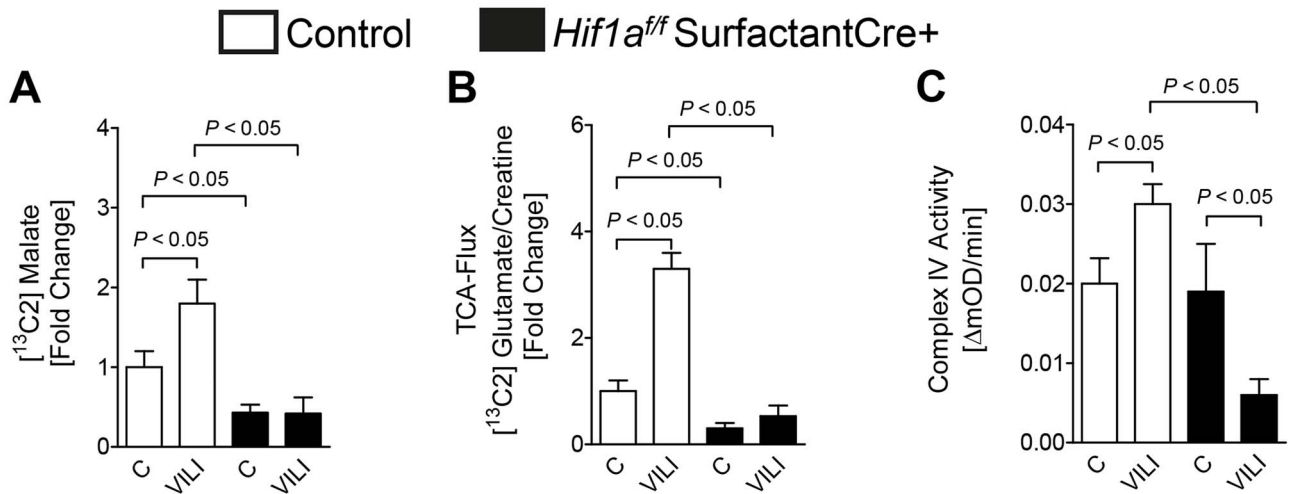 Control
Hif1a^f/f SurfactantCre+
A
[¹³C2] Malate
[Fold Change]
4
3
2
1
0
P < 0.05
P < 0.05
P < 0.05
C
VILI
C
VILI
B
TCA-Flux
[¹³C2] Glutamate/Creatine
[Fold Change]
6
4
2
0
P < 0.05
P < 0.05
P < 0.05
C
VILI
C
VILI
C
Complex IV Activity
[ΔmOD/min]
0.04
0.03
0.02
0.01
0.00
P < 0.05
P < 0.05
P < 0.05
C
VILI
C
VILI